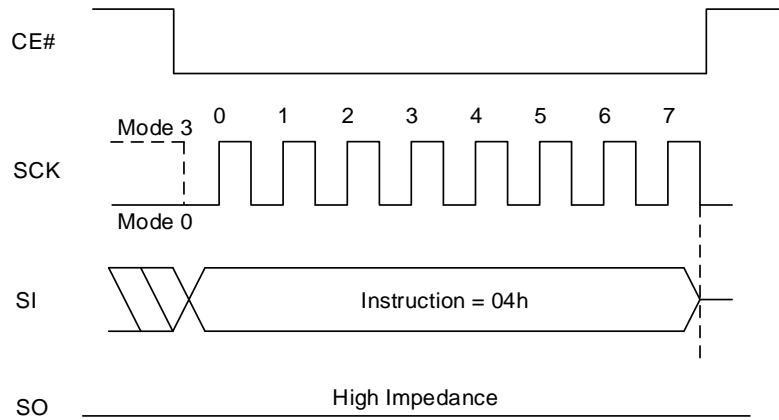 CE#
0 1 2 3 4 5 6 7
Mode 3
SCK
Mode 0
SI
Instruction = 04h
High Impedance
SO